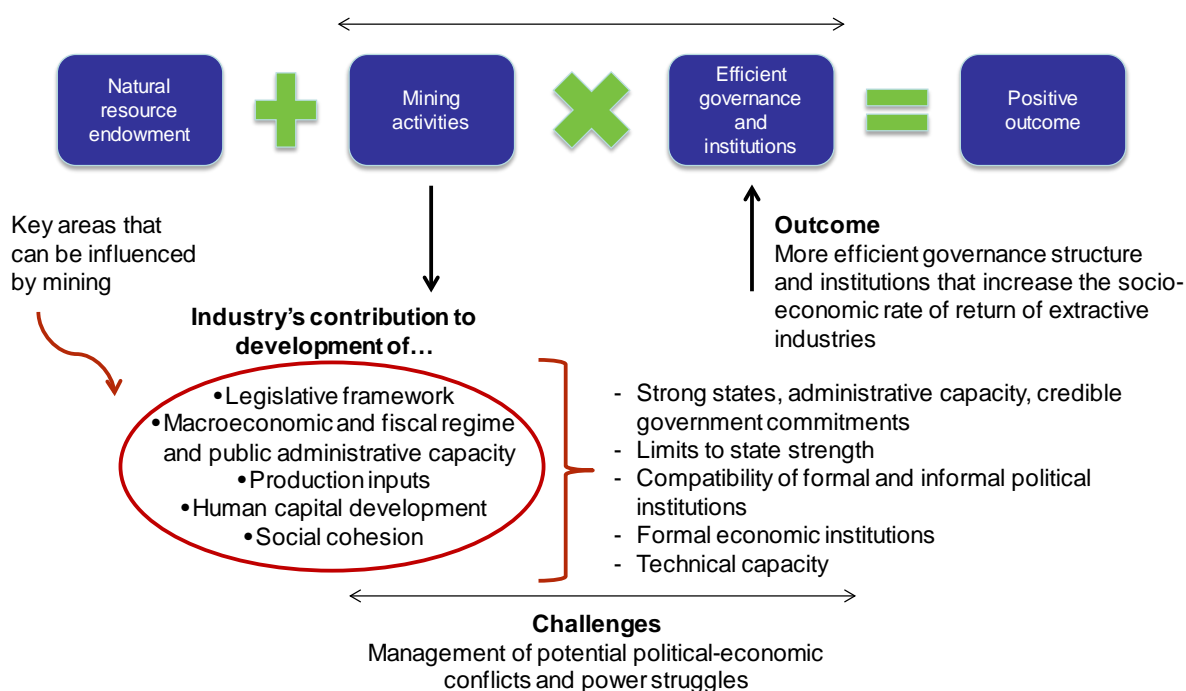 Natural
resource
endowment
Mining
activities
Efficient
governance
and
institutions
Positive
outcome
Key areas that
can be influenced
by mining
Outcome
More efficient governance structure
and institutions that increase the socio-
economic rate of return of extractive
industries
Industry's contribution to
development of…
•Legislative framework
•Macroeconomic and fiscal regime
and public administrative capacity
•Production inputs
•Human capital development
•Social cohesion
- Strong states, administrative capacity, credible
government commitments
- Limits to state strength
- Compatibility of formal and informal political
institutions
- Formal economic institutions
- Technical capacity
Challenges
Management of potential political-economic
conflicts and power struggles